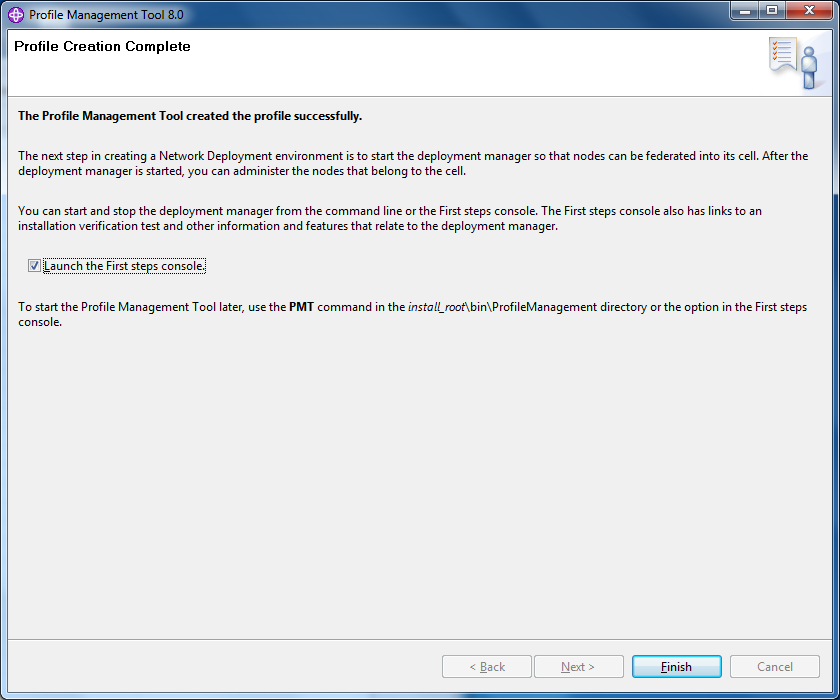 Profile Management Tool 8.0
Profile Creation Complete
The Profile Management Tool created the profile successfully.
The next step in creating a Network Deployment environment is to start the deployment manager so that nodes can be federated into its cell. After the
deployment manager is started, you can administer the nodes that belong to the cell.
You can start and stop the deployment manager from the command line or the First steps console. The First steps console also has links to an
installation verification test and other information and features that relate to the deployment manager.
Launch the First steps console.
To start the Profile Management Tool later, use the PMT command in the install_root\bin\ProfileManagement directory or the option in the First steps
console.
< Back Next > Finish Cancel